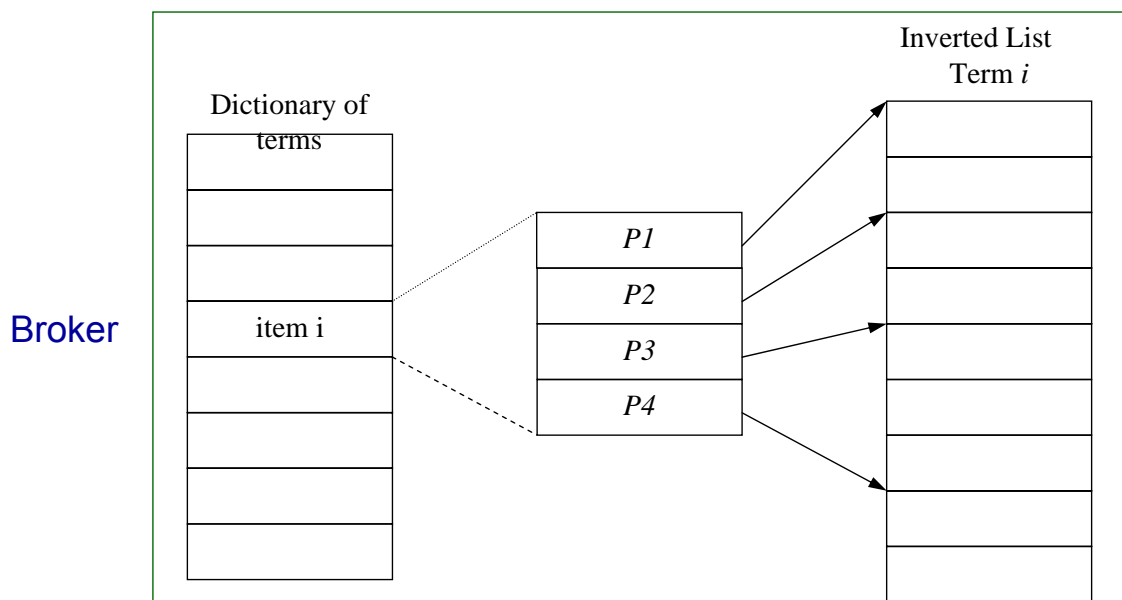 Broker
Dictionary of
terms
item i
P1
P2
P3
P4
Inverted List
Term i